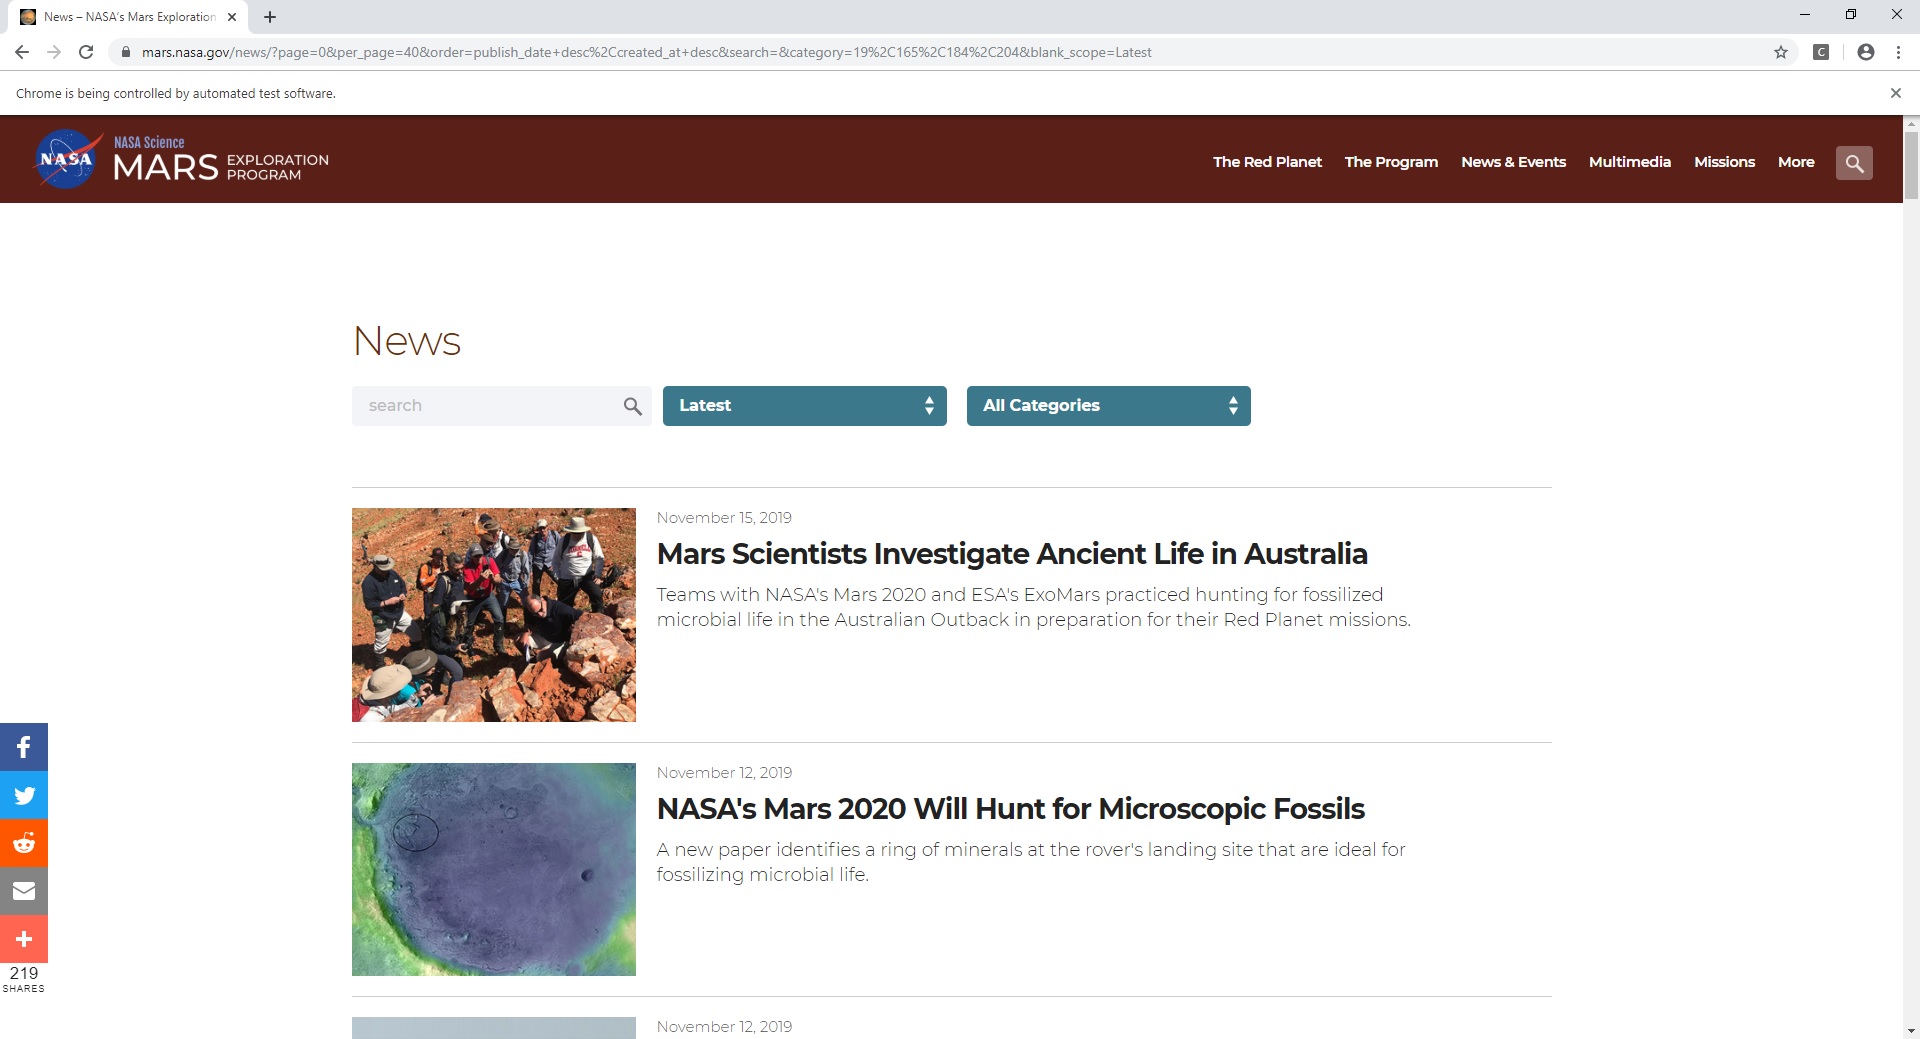 News – NASA's Mars Exploration
mars.nasa.gov/news/?page=0&per_page=40&order=publish_date+desc%2Ccreated_at+desc&search=&category=19%2C165%2C184%2C204&blank_scope=Latest
C
Chrome is being controlled by automated test software.
NASA
NASA Science
MARS EXPLORATION
PROGRAM
The Red Planet The Program News & Events Multimedia Missions More
News
search Latest All Categories
November 15, 2019
Mars Scientists Investigate Ancient Life in Australia
Teams with NASA's Mars 2020 and ESA's ExoMars practiced hunting for fossilized
microbial life in the Australian Outback in preparation for their Red Planet missions.
November 12, 2019
NASA's Mars 2020 Will Hunt for Microscopic Fossils
A new paper identifies a ring of minerals at the rover's landing site that are ideal for
fossilizing microbial life.
219
SHARES
November 12, 2019